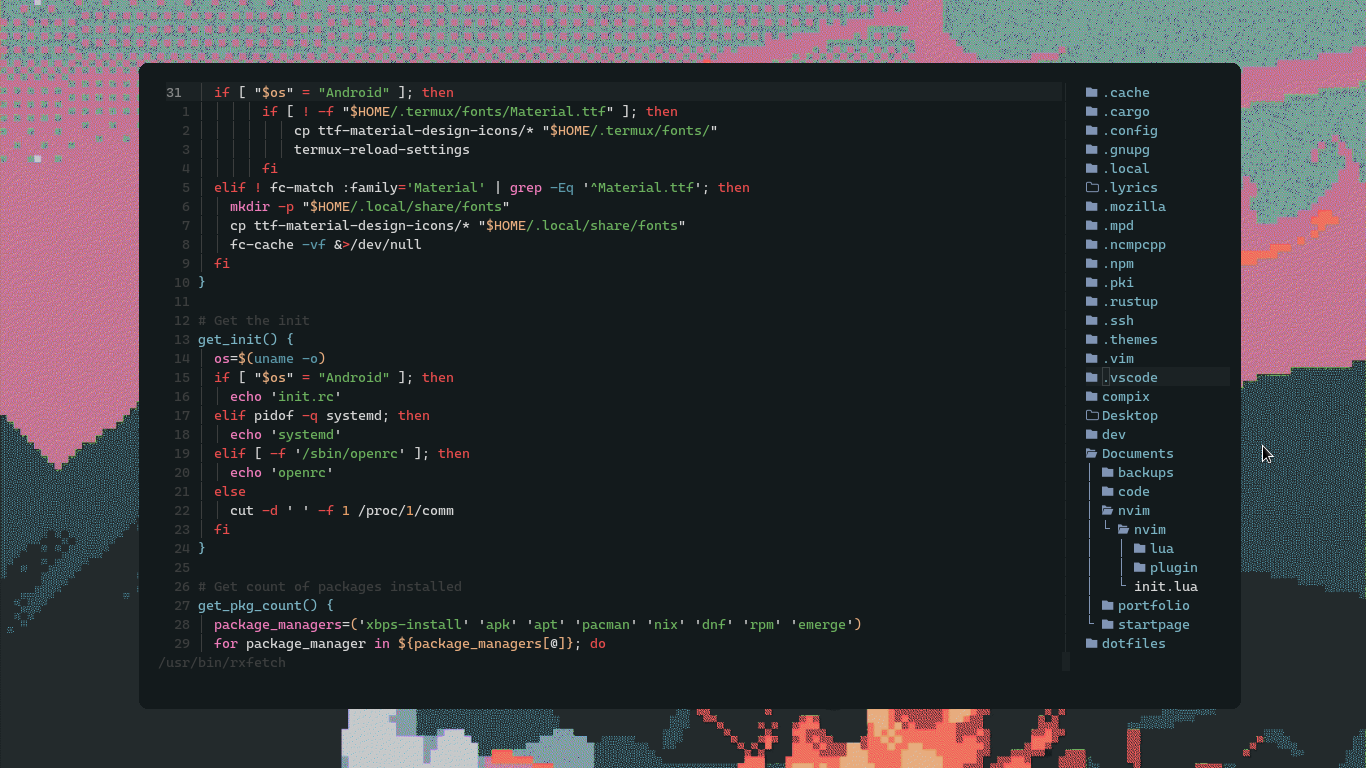 31 if [ "$os" = "Android" ]; then
1 if [ ! -f "$HOME/.termux/fonts/Material.ttf" ]; then
2 cp ttf-material-design-icons/* "$HOME/.termux/fonts/"
3 termux-reload-settings
4 fi
5 elif ! fc-match :family='Material' | grep -Eq '^Material.ttf'; then
6 mkdir -p "$HOME/.local/share/fonts"
7 cp ttf-material-design-icons/* "$HOME/.local/share/fonts"
8 fc-cache -vf &>/dev/null
9 fi
10 }
11
12 # Get the init
13 get_init() {
14 os=$(uname -o)
15 if [ "$os" = "Android" ]; then
16 echo 'init.rc'
17 elif pidof -q systemd; then
18 echo 'systemd'
19 elif [ -f '/sbin/openrc' ]; then
20 echo 'openrc'
21 else
22 cut -d ' ' -f 1 /proc/1/comm
23 fi
24 }
25
26 # Get count of packages installed
27 get_pkg_count() {
28 package_managers=('xbps-install' 'apk' 'apt' 'pacman' 'nix' 'dnf' 'rpm' 'emerge')
29 for package_manager in ${package_managers[@]}; do
/usr/bin/rxfetch
.cache
.cargo
.config
.gnupg
.local
.lyrics
.mozilla
.mpd
.ncmpcpp
.npm
.pki
.rustup
.ssh
.themes
.vim
.vscode
compix
Desktop
dev
Documents
backups
code
nvim
nvim
lua
plugin
init.lua
portfolio
startpage
dotfiles